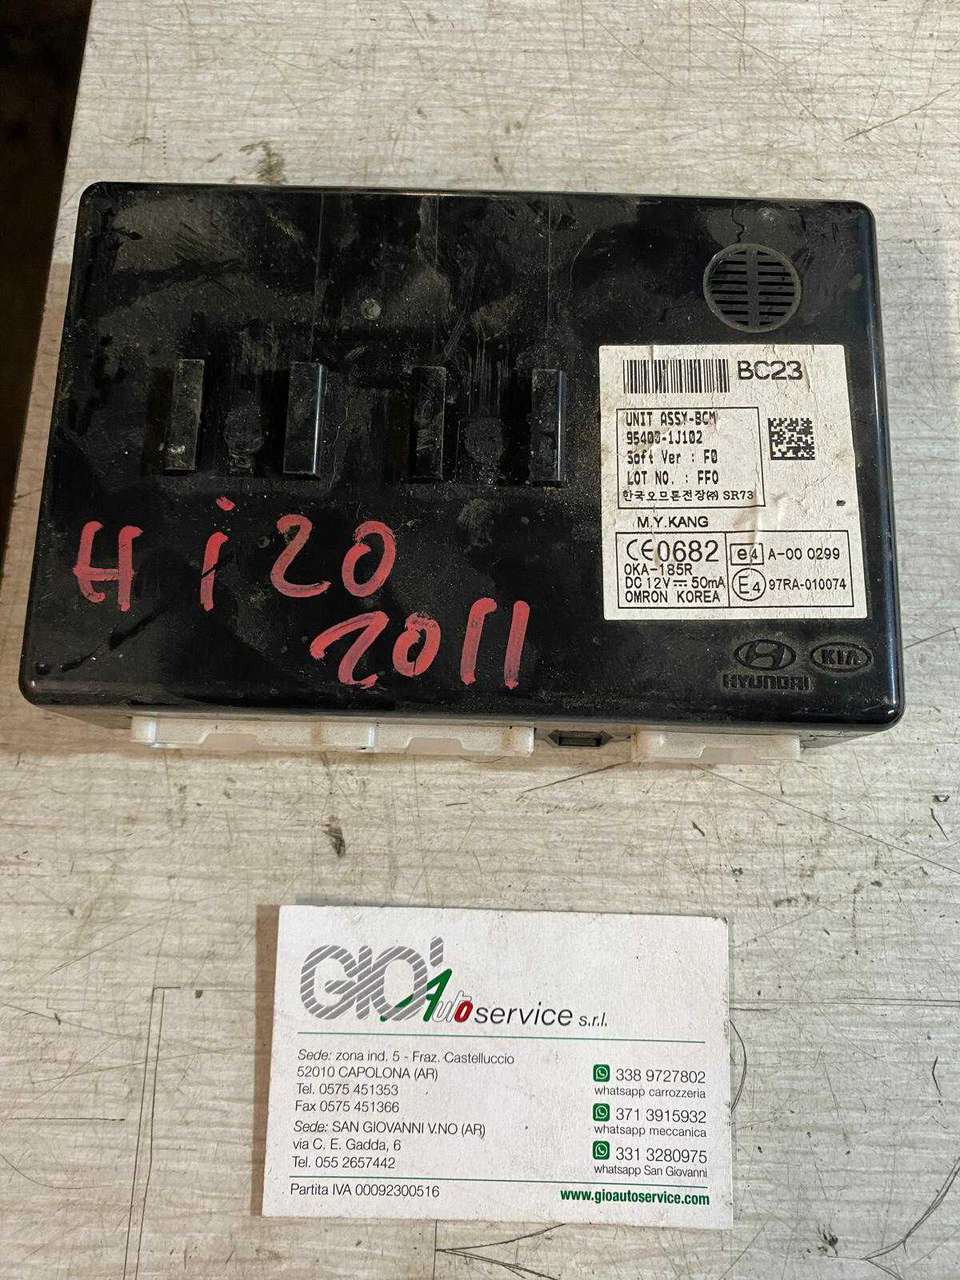 BC23
UNIT ASSY-BCM
95400-1J102
Soft Ver : F0
LOT NO. : FFO
한국오므론전장㈜ SR73
M.Y.KANG
CE0682
OKA-185R
DC 12V 50mA
OMRON KOREA
e4 A-00 0299
E4 97RA-010074
HYUNDAI
KIA
H i20
2011
GIO' Autoservice s.r.l.
Sede: zona ind. 5 - Fraz. Castelluccio
52010 CAPOLONA (AR)
Tel. 0575 451353
Fax 0575 451366
Sede: SAN GIOVANNI V.NO (AR)
via C. E. Gadda, 6
Tel. 055 2657442
338 9727802
whatsapp carrozzeria
371 3915932
whatsapp meccanica
331 3280975
whatsapp San Giovanni
Partita IVA 00092300516
www.gioautoservice.com